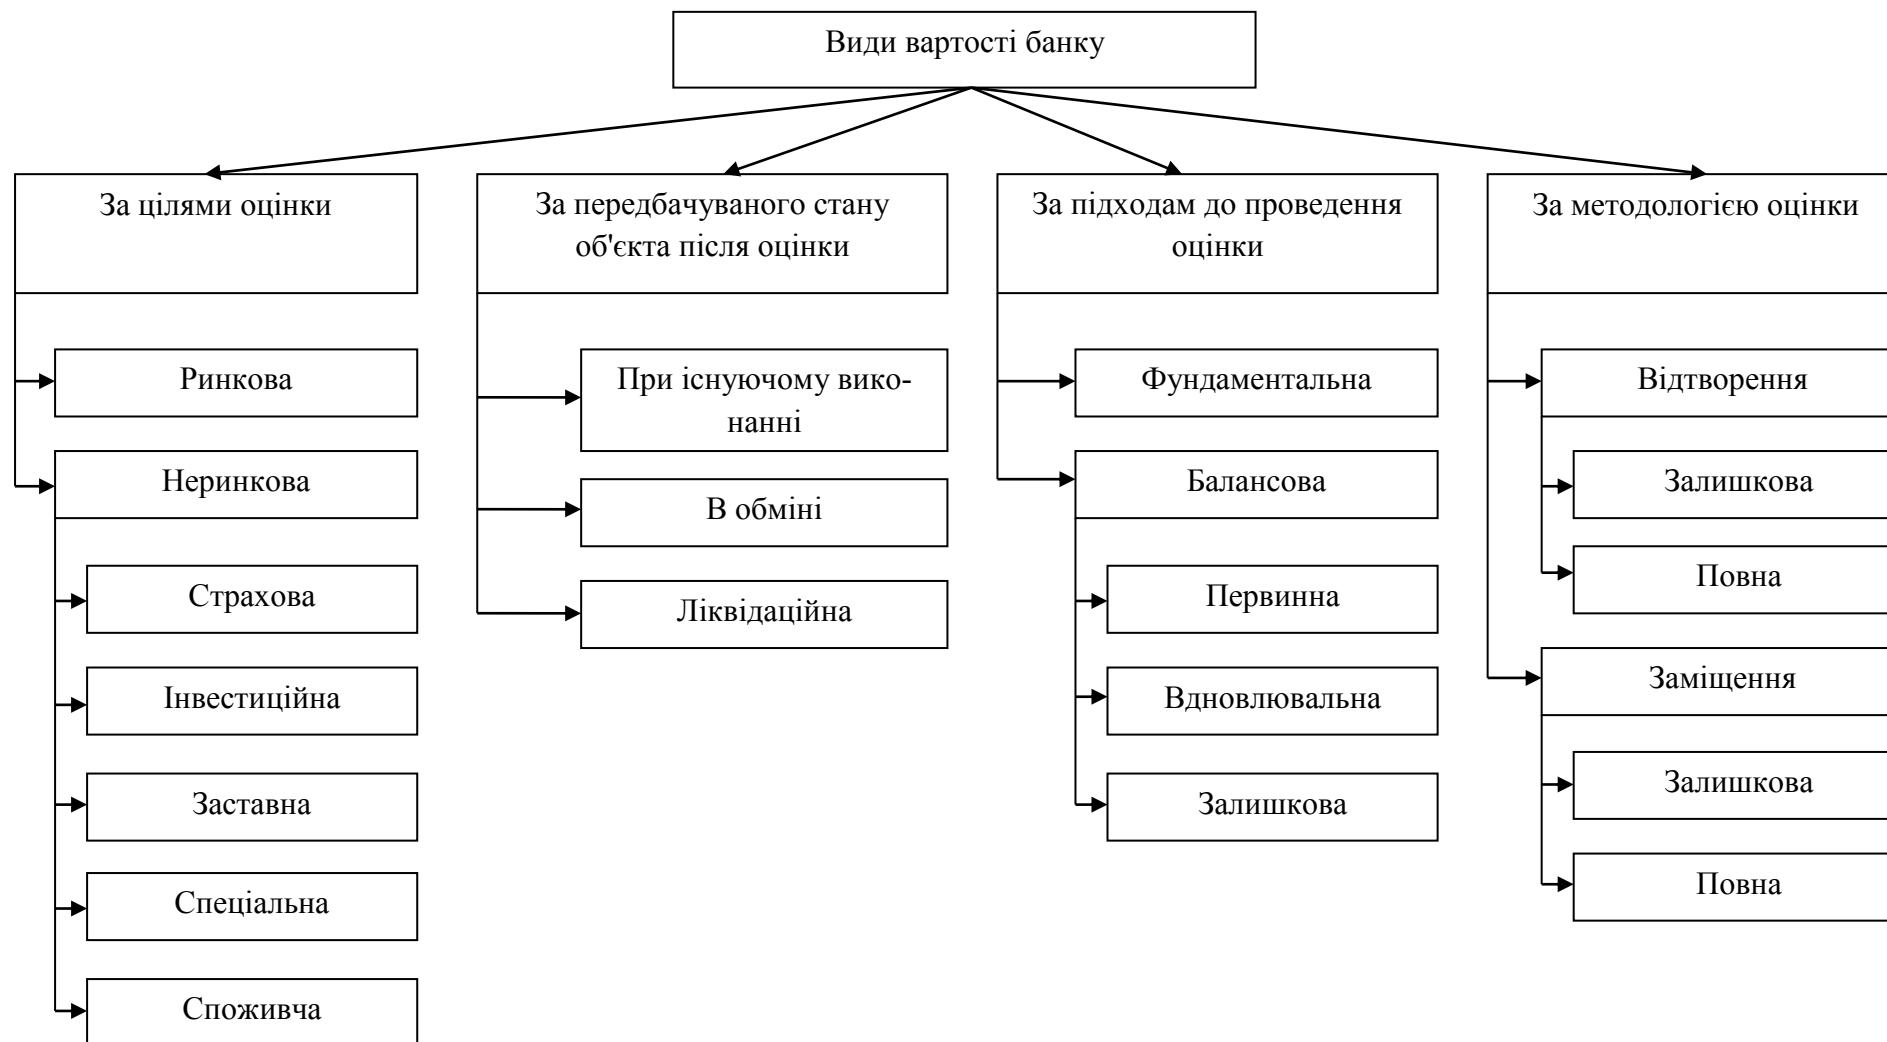 Види вартості банку
За цілями оцінки
За передбачуваного стану
об'єкта після оцінки
За підходам до проведення
оцінки
За методологією оцінки
Ринкова
Неринкова
Страхова
Інвестиційна
Заставна
Спеціальна
Споживча
При існуючому вико-
нанні
В обміні
Ліквідаційна
Фундаментальна
Балансова
Первинна
Вдновлювальна
Залишкова
Відтворення
Залишкова
Повна
Заміщення
Залишкова
Повна